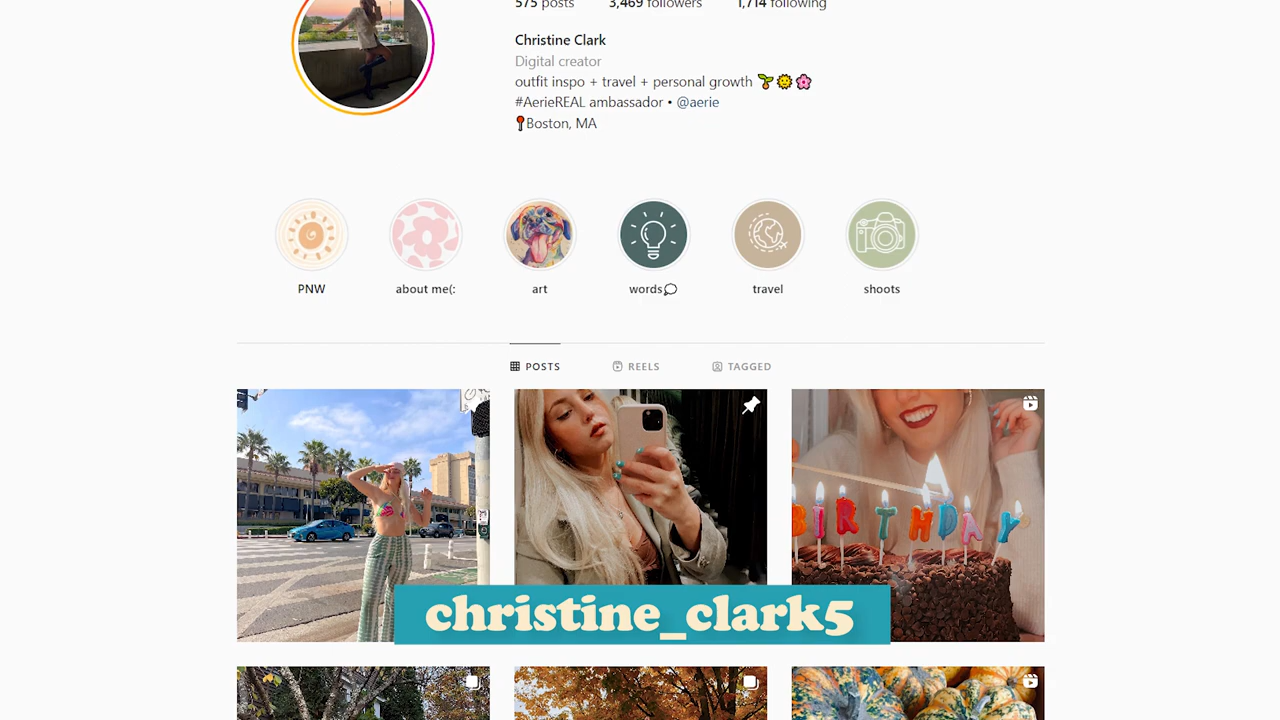 575 posts 3,469 followers 1,714 following
Christine Clark
Digital creator
outfit inspo + travel + personal growth 🌱🌞🌸
#AerieREAL ambassador • @aerie
📍Boston, MA
PNW about me(: art words💭 travel shoots
POSTS REELS TAGGED
BIRTHDAY
christine_clark5